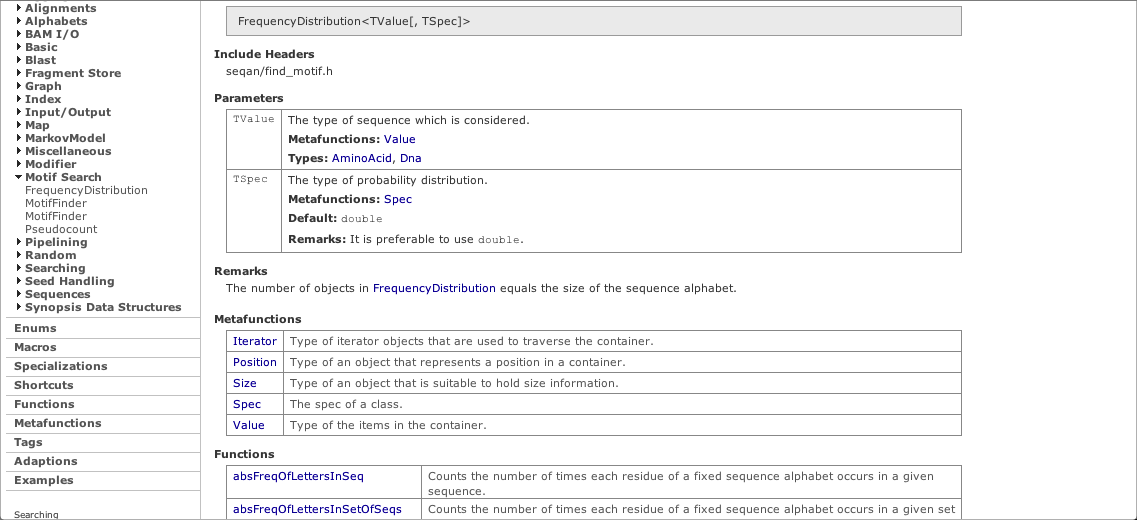 Alignments
Alphabets
BAM I/O
Basic
Blast
Fragment Store
Graph
Index
Input/Output
Map
MarkovModel
Miscellaneous
Modifier
Motif Search
FrequencyDistribution
MotifFinder
MotifFinder
Pseudocount
Pipelining
Random
Searching
Seed Handling
Sequences
Synopsis Data Structures
Enums
Macros
Specializations
Shortcuts
Functions
Metafunctions
Tags
Adaptions
Examples
Searching
FrequencyDistribution<TValue[, TSpec]>
Include Headers
seqan/find_motif.h
Parameters
TValue The type of sequence which is considered.
Metafunctions: Value
Types: AminoAcid, Dna
TSpec The type of probability distribution.
Metafunctions: Spec
Default: double
Remarks: It is preferable to use double.
Remarks
The number of objects in FrequencyDistribution equals the size of the sequence alphabet.
Metafunctions
Iterator Type of iterator objects that are used to traverse the container.
Position Type of an object that represents a position in a container.
Size Type of an object that is suitable to hold size information.
Spec The spec of a class.
Value Type of the items in the container.
Functions
absFreqOfLettersInSeq Counts the number of times each residue of a fixed sequence alphabet occurs in a given
sequence.
absFreqOfLettersInSetOfSeqs Counts the number of times each residue of a fixed sequence alphabet occurs in a given set